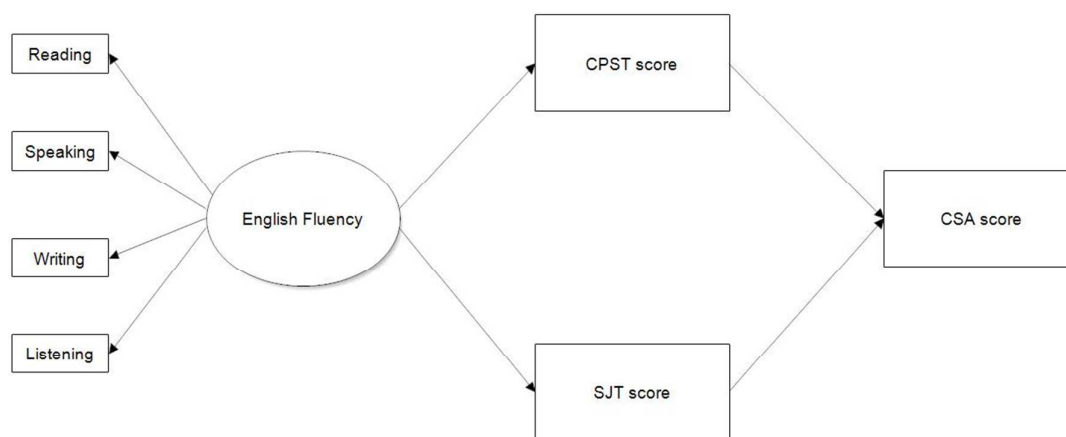 Reading
Speaking
Writing
Listening
English Fluency
CPST score
SJT score
CSA score